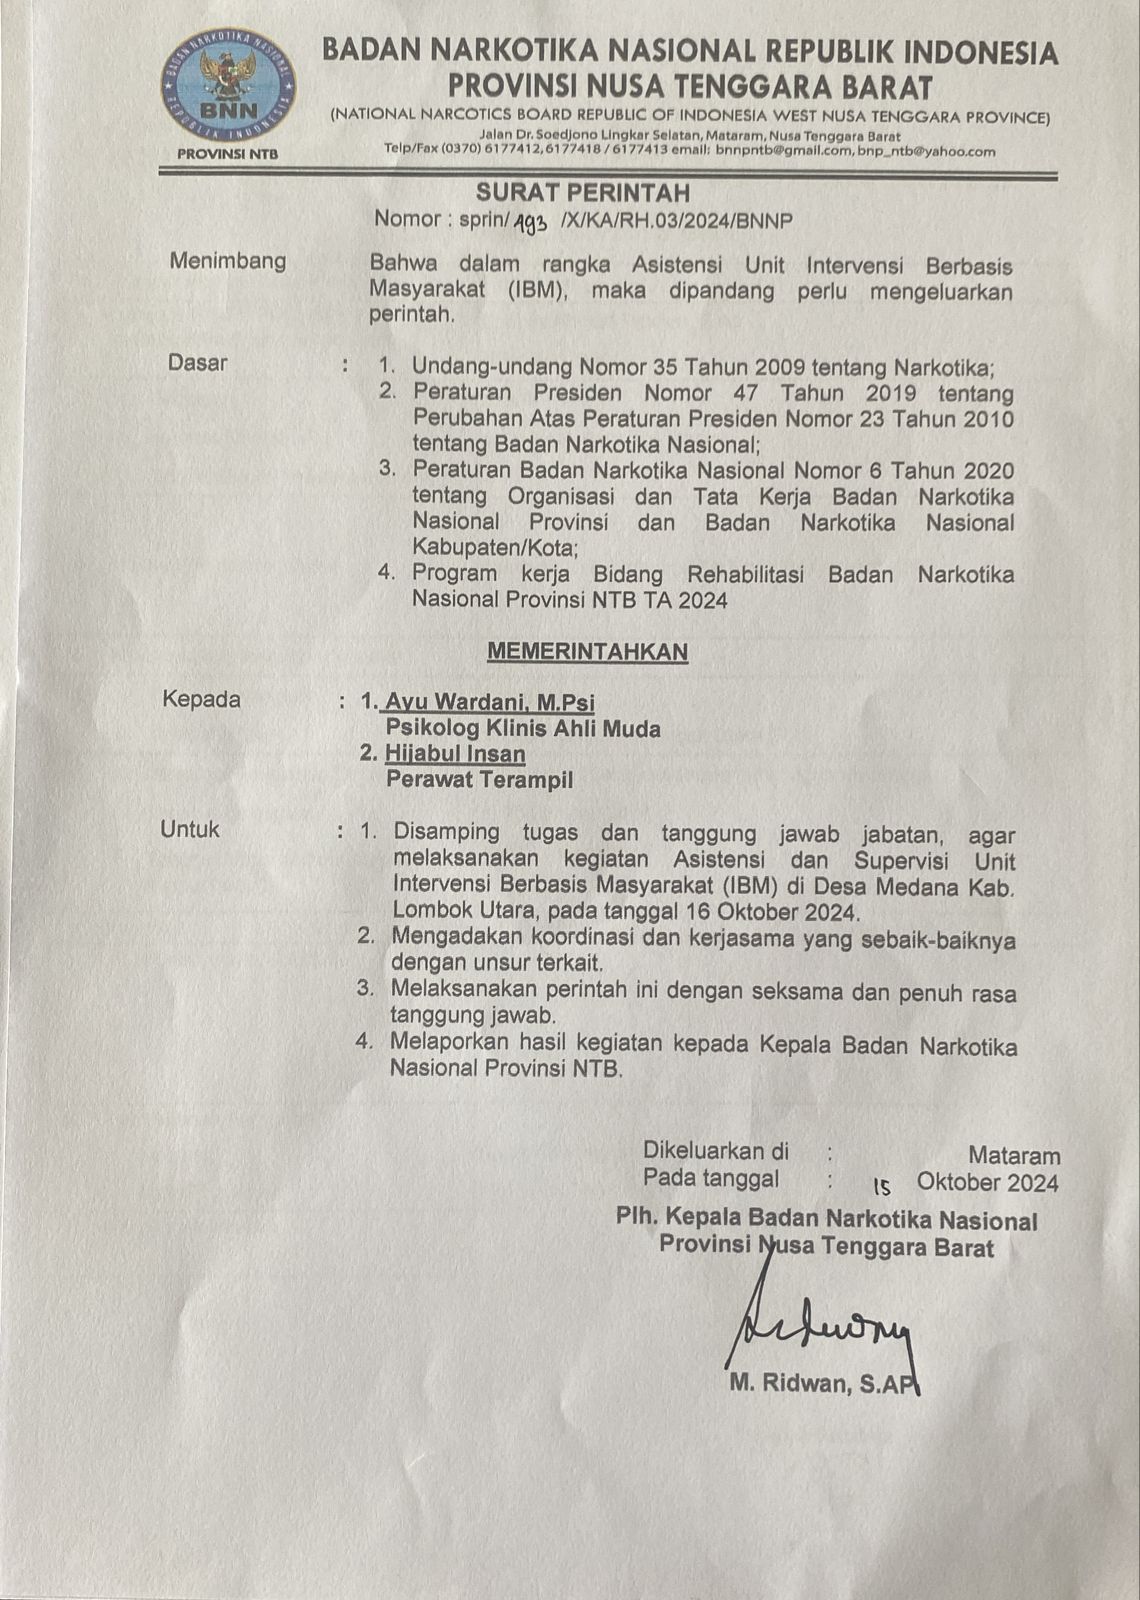 BADAN NARKOTIKA NASIONAL
REPUBLIK INDONESIA
BNN
PROVINSI NTB
BADAN NARKOTIKA NASIONAL REPUBLIK INDONESIA
PROVINSI NUSA TENGGARA BARAT
(NATIONAL NARCOTICS BOARD REPUBLIC OF INDONESIA WEST NUSA TENGGARA PROVINCE)
Jalan Dr. Soedjono Lingkar Selatan, Mataram, Nusa Tenggara Barat
Telp/Fax (0370) 6177412, 6177418 / 6177413 email: bnnpntb@gmail.com, bnp_ntb@yahoo.com
SURAT PERINTAH
Nomor : sprin/ 193 /X/KA/RH.03/2024/BNNP
Menimbang Bahwa dalam rangka Asistensi Unit Intervensi Berbasis
Masyarakat (IBM), maka dipandang perlu mengeluarkan
perintah.
Dasar : 1. Undang-undang Nomor 35 Tahun 2009 tentang Narkotika;
2. Peraturan Presiden Nomor 47 Tahun 2019 tentang
Perubahan Atas Peraturan Presiden Nomor 23 Tahun 2010
tentang Badan Narkotika Nasional;
3. Peraturan Badan Narkotika Nasional Nomor 6 Tahun 2020
tentang Organisasi dan Tata Kerja Badan Narkotika
Nasional Provinsi dan Badan Narkotika Nasional
Kabupaten/Kota;
4. Program kerja Bidang Rehabilitasi Badan Narkotika
Nasional Provinsi NTB TA 2024
MEMERINTAHKAN
Kepada : 1. Ayu Wardani, M.Psi
Psikolog Klinis Ahli Muda
2. Hijabul Insan
Perawat Terampil
Untuk : 1. Disamping tugas dan tanggung jawab jabatan, agar
melaksanakan kegiatan Asistensi dan Supervisi Unit
Intervensi Berbasis Masyarakat (IBM) di Desa Medana Kab.
Lombok Utara, pada tanggal 16 Oktober 2024.
2. Mengadakan koordinasi dan kerjasama yang sebaik-baiknya
dengan unsur terkait.
3. Melaksanakan perintah ini dengan seksama dan penuh rasa
tanggung jawab.
4. Melaporkan hasil kegiatan kepada Kepala Badan Narkotika
Nasional Provinsi NTB.
Dikeluarkan di : Mataram
Pada tanggal : 15 Oktober 2024
Plh. Kepala Badan Narkotika Nasional
Provinsi Nusa Tenggara Barat
M. Ridwan, S.AP